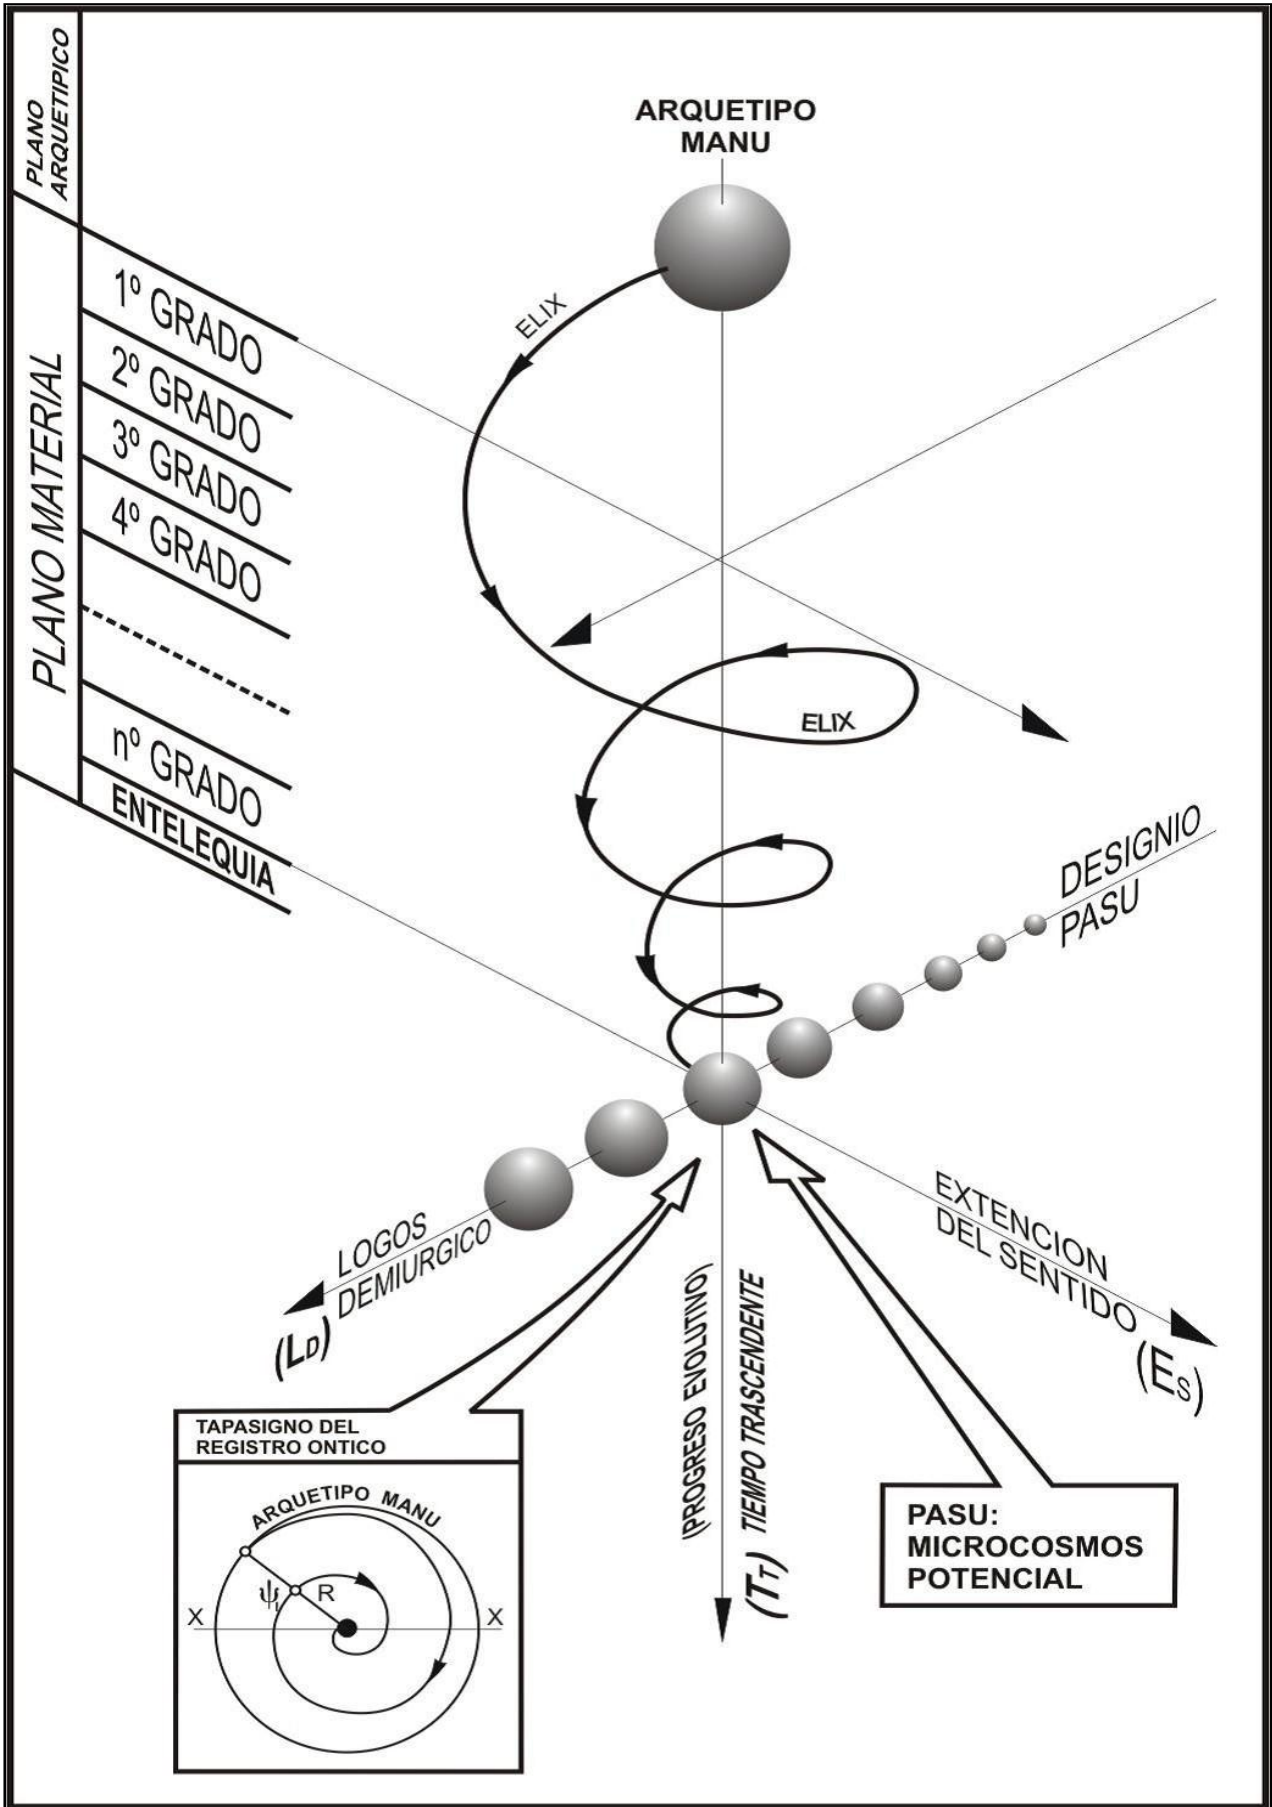 PLANO
ARQUETIPICO
PLANO MATERIAL
1º GRADO
2º GRADO
3º GRADO
4º GRADO
nº GRADO
ENTELEQUIA
ARQUETIPO
MANU
ELIX
ELIX
DESIGNIO
PASU
LOGOS
DEMIURGICO
(LD)
EXTENCION
DEL SENTIDO
(ES)
(PROGRESO EVOLUTIVO)
TIEMPO TRASCENDENTE
(TT)
TAPASIGNO DEL
REGISTRO ONTICO
ARQUETIPO MANU
ψ R
X X
PASU:
MICROCOSMOS
POTENCIAL